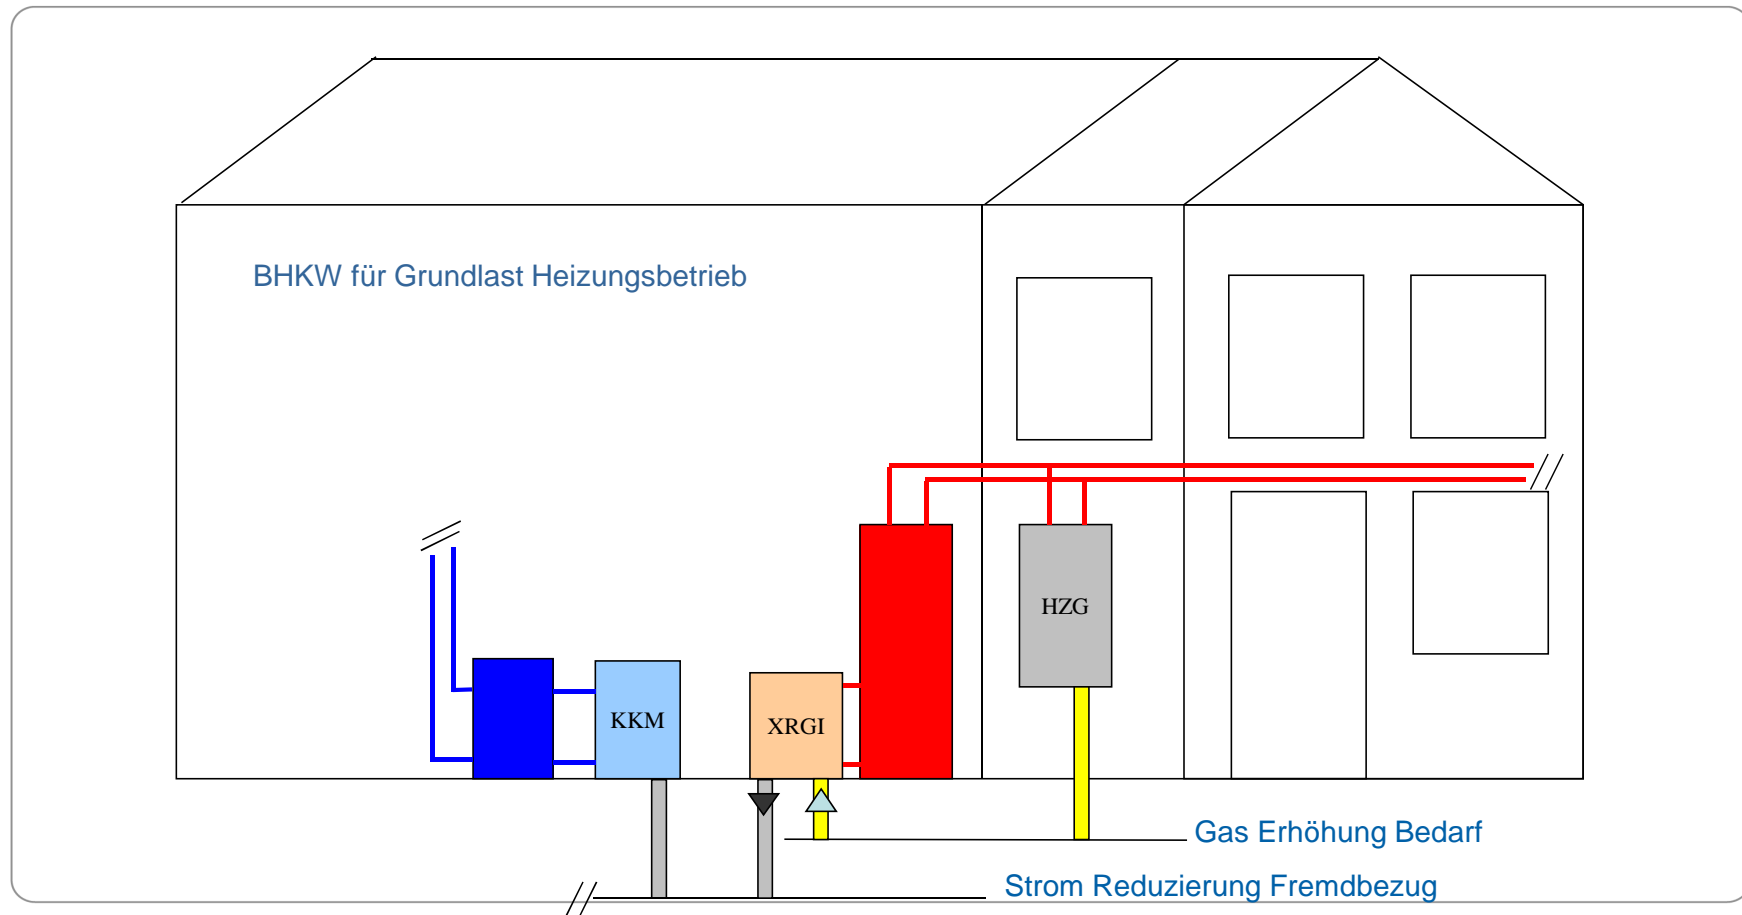 BHKW für Grundlast Heizungsbetrieb
HZG
KKM
XRGI
Gas Erhöhung Bedarf
Strom Reduzierung Fremdbezug